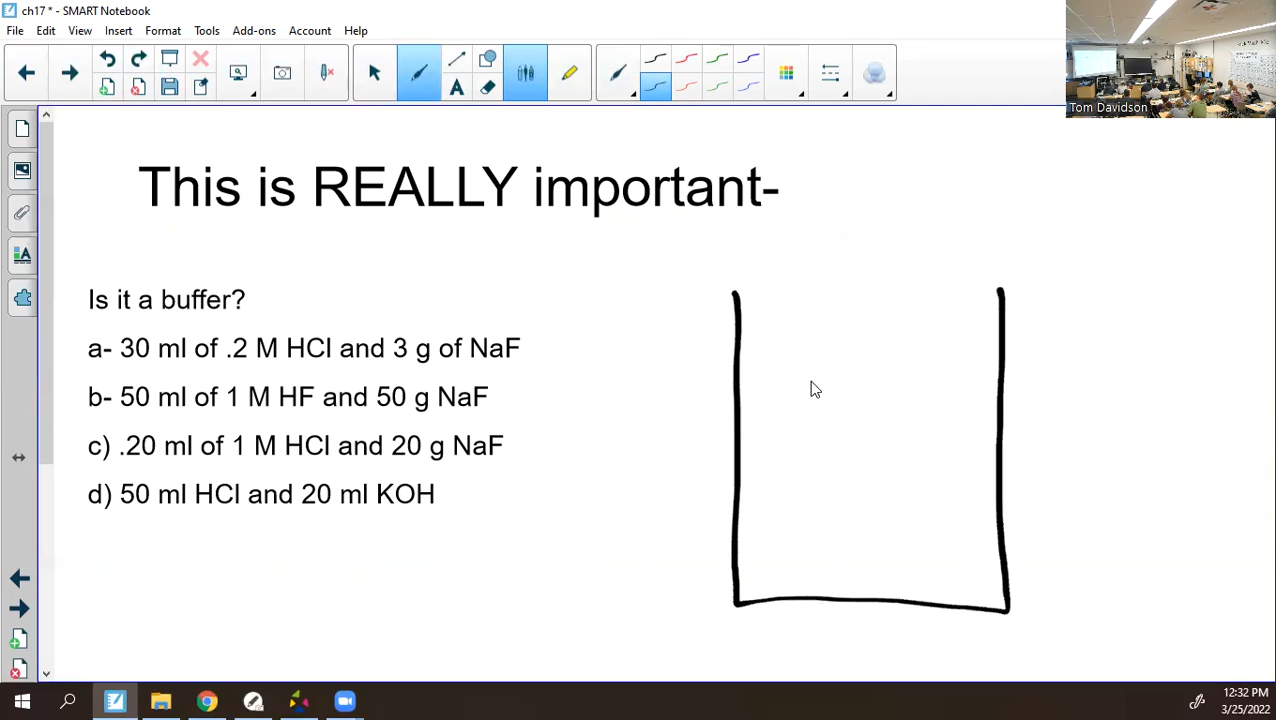 ch17 * - SMART Notebook
File Edit View Insert Format Tools Add-ons Account Help
A
Tom Davidson
This is REALLY important-
Is it a buffer?
a- 30 ml of .2 M HCl and 3 g of NaF
b- 50 ml of 1 M HF and 50 g NaF
c) .20 ml of 1 M HCl and 20 g NaF
d) 50 ml HCl and 20 ml KOH
12:32 PM
3/25/2022